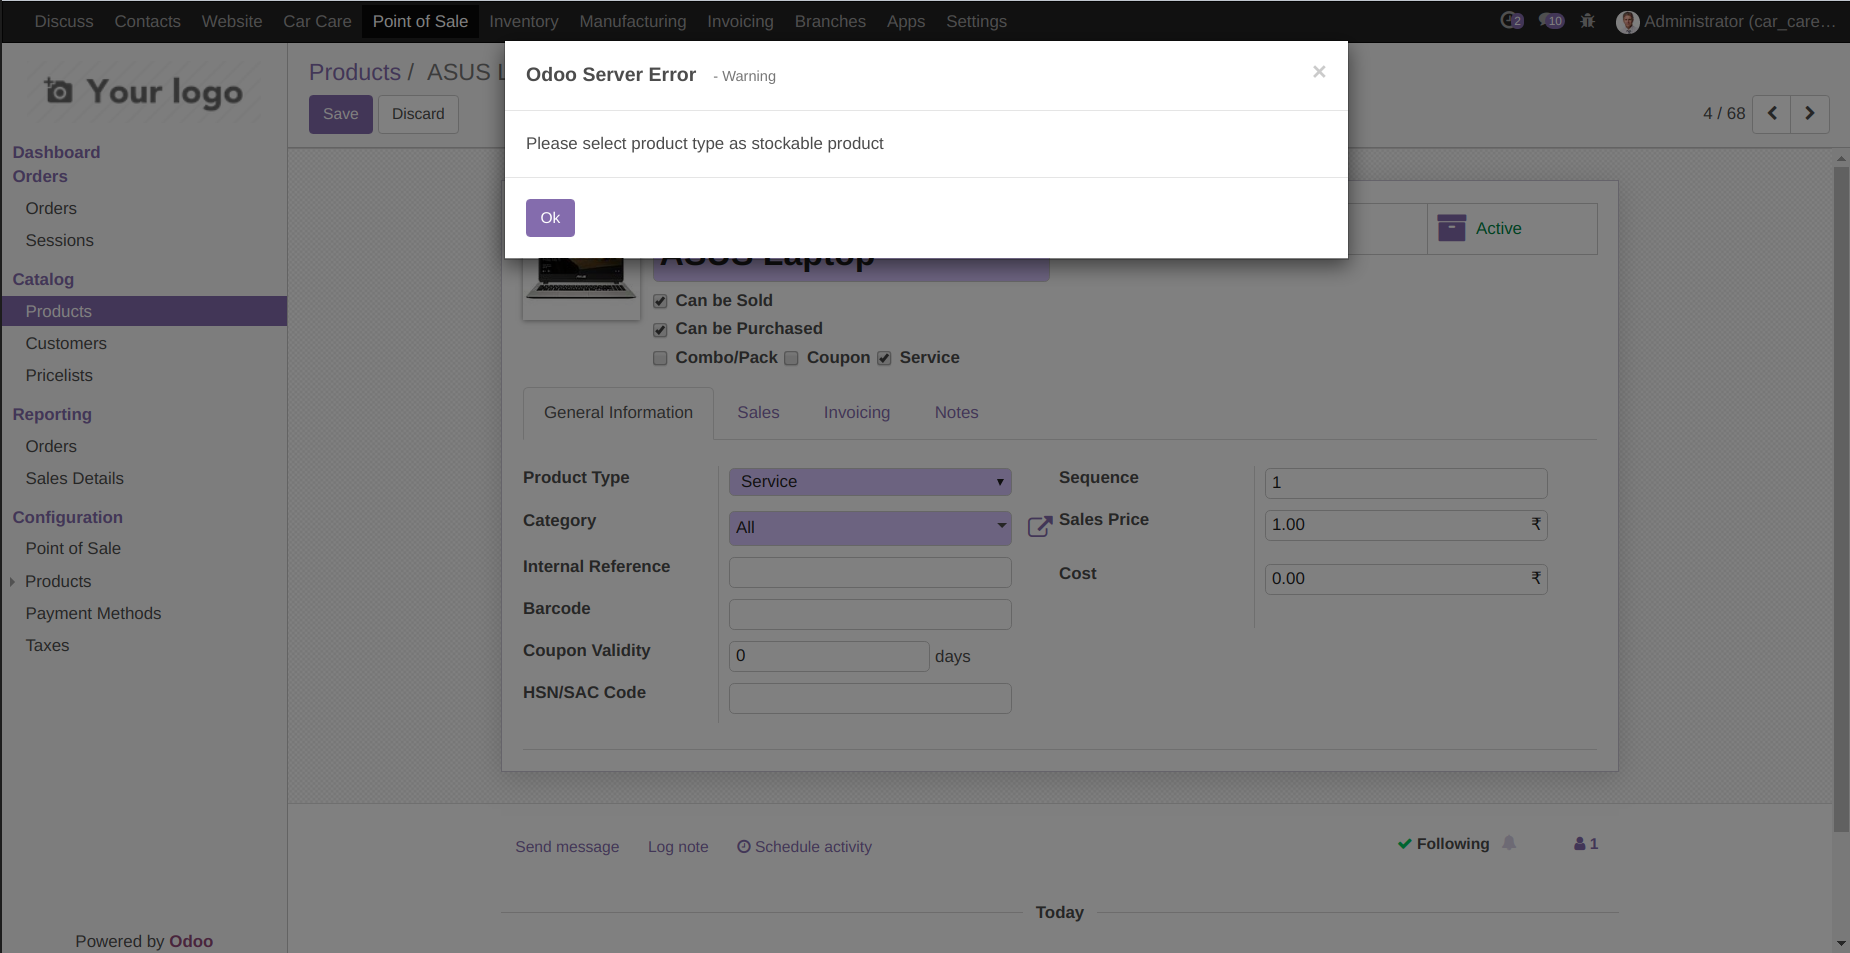 Discuss Contacts Website Car Care Point of Sale Inventory Manufacturing Invoicing Branches Apps Settings 2 10 Administrator (car_care...
Your logo
Dashboard
Orders
Orders
Sessions
Catalog
Products
Customers
Pricelists
Reporting
Orders
Sales Details
Configuration
Point of Sale
Products
Payment Methods
Taxes
Powered by Odoo
Products / ASUS L
Save Discard
4 / 68
Odoo Server Error - Warning ×
Please select product type as stockable product
Ok
Active
ASUS Laptop
Can be Sold
Can be Purchased
Combo/Pack Coupon Service
General Information Sales Invoicing Notes
Product Type Service
Category All
Internal Reference
Barcode
Coupon Validity 0 days
HSN/SAC Code
Sequence 1
Sales Price 1.00 ₹
Cost 0.00 ₹
Send message Log note Schedule activity Following 1
Today